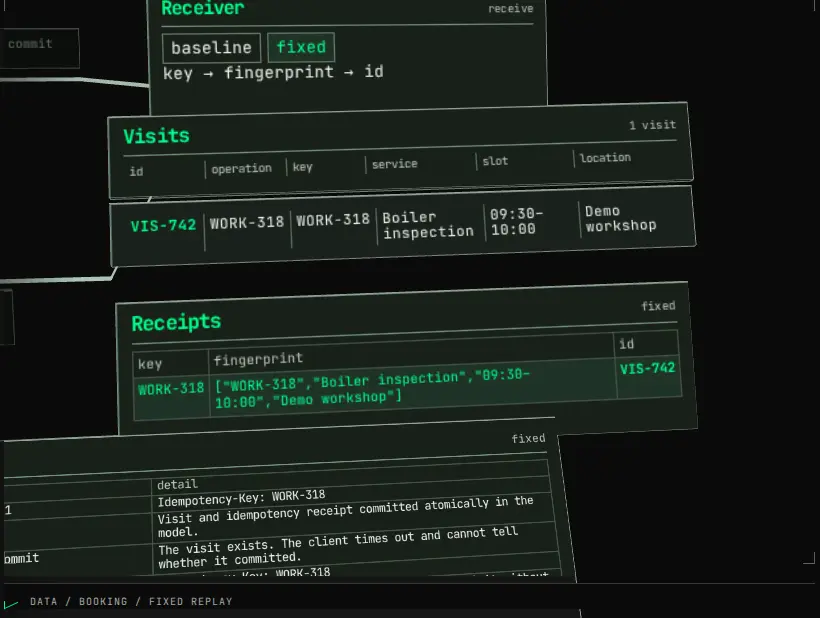 Receiver
receive
commit
baseline
fixed
key → fingerprint → id
Visits
1 visit
id
operation
key
service
slot
location
VIS-742
WORK-318
WORK-318
Boiler
inspection
09:30–
10:00
Demo
workshop
Receipts
fixed
key
fingerprint
id
WORK-318
["WORK-318","Boiler inspection","09:30–
10:00","Demo workshop"]
VIS-742
fixed
detail
1
Idempotency-Key: WORK-318
Visit and idempotency receipt committed atomically in the
model.
ommit
The visit exists. The client times out and cannot tell
whether it committed.
Key: WORK-318
without
DATA / BOOKING / FIXED REPLAY